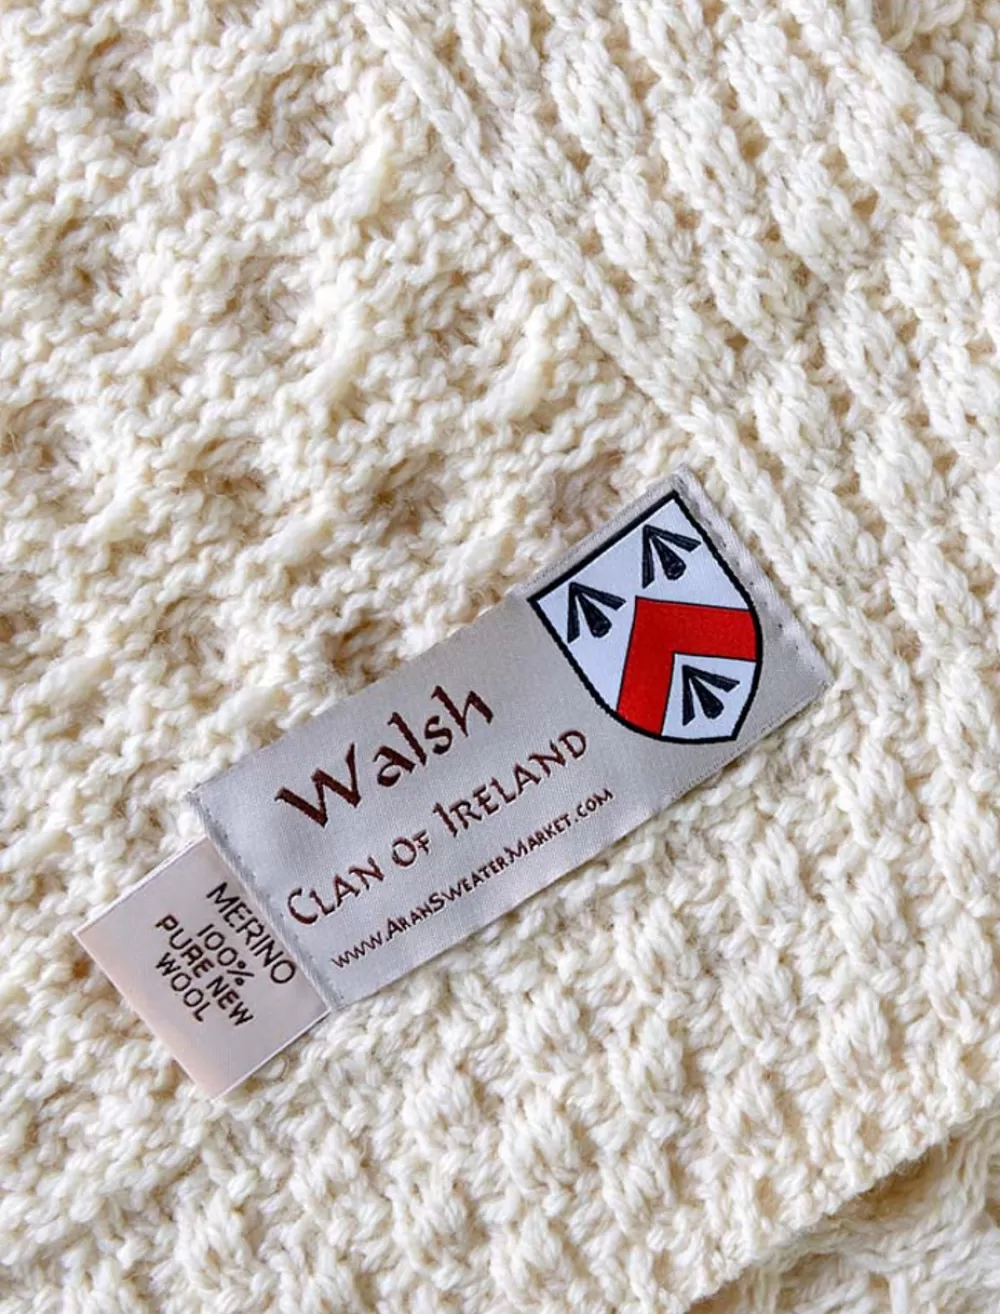 Walsh
CLAN OF IRELAND
WWW.ARANSWEATERMARKET.COM
MERINO
100%
PURE NEW
WOOL